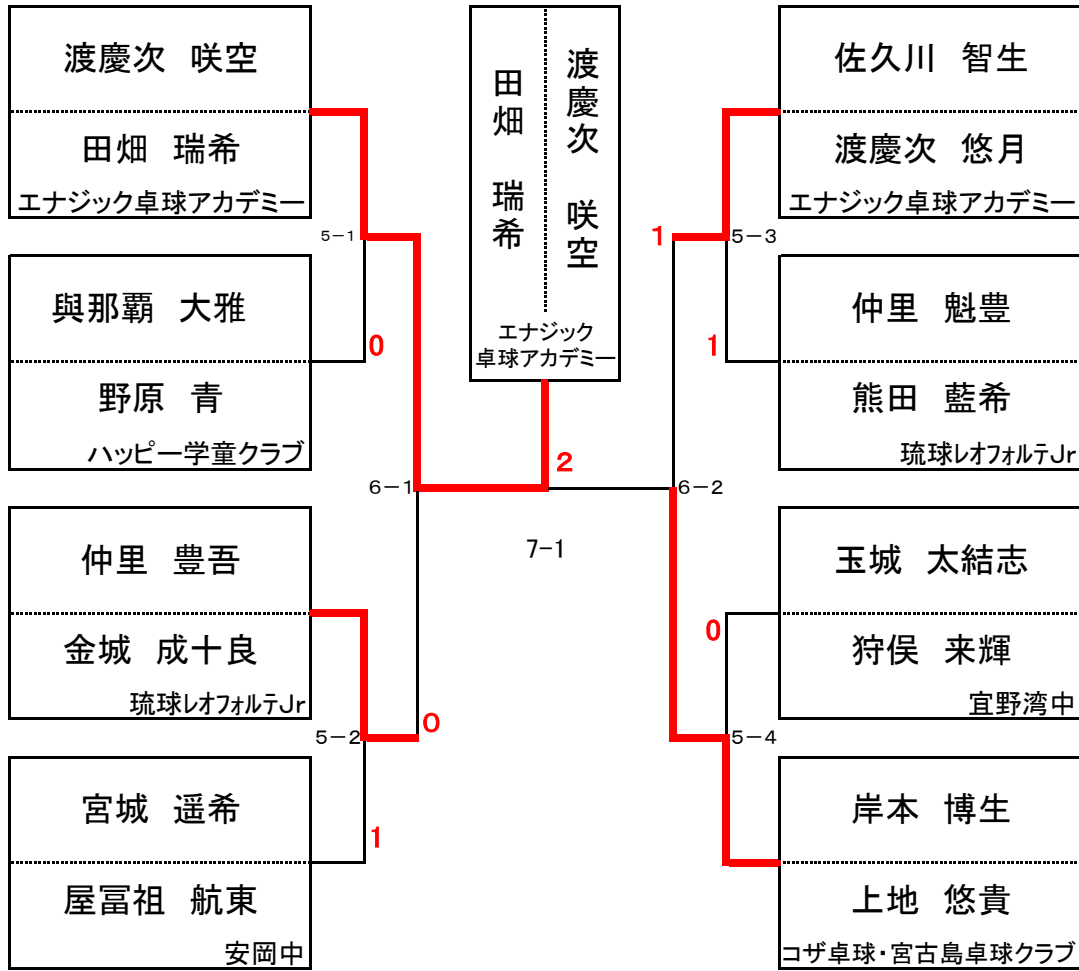 渡慶次 咲空
田畑 瑞希
エナジック卓球アカデミー
5-1
與那覇 大雅
0
野原 青
ハッピー学童クラブ
6-1
仲里 豊吾
金城 成十良
琉球レオフォルテJr
5-2
0
宮城 遥希
1
屋冨祖 航東
安岡中
渡慶次 咲空
田畑 瑞希
エナジック
卓球アカデミー
2
7-1
佐久川 智生
渡慶次 悠月
エナジック卓球アカデミー
1
5-3
仲里 魁豊
1
熊田 藍希
琉球レオフォルテJr
6-2
玉城 太結志
0
狩俣 来輝
宜野湾中
5-4
岸本 博生
上地 悠貴
コザ卓球・宮古島卓球クラブ